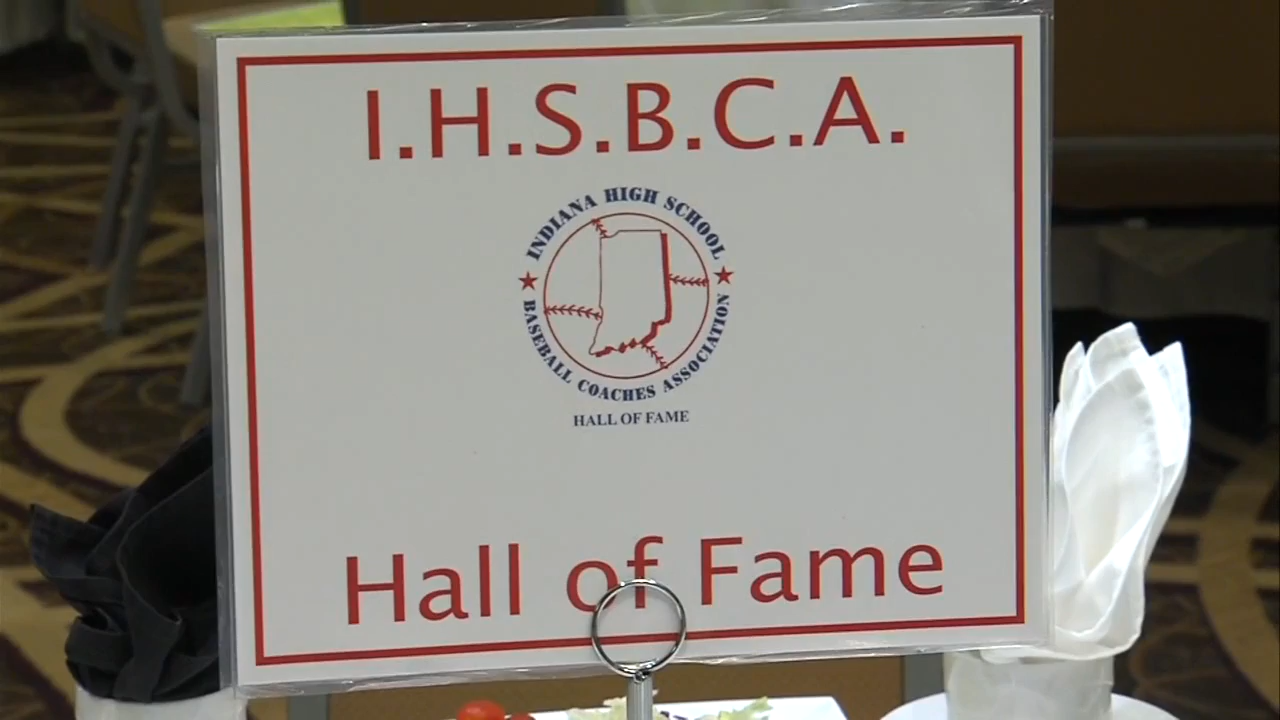 I.H.S.B.C.A.
INDIANA HIGH SCHOOL
BASEBALL COACHES ASSOCIATION
HALL OF FAME
Hall of Fame